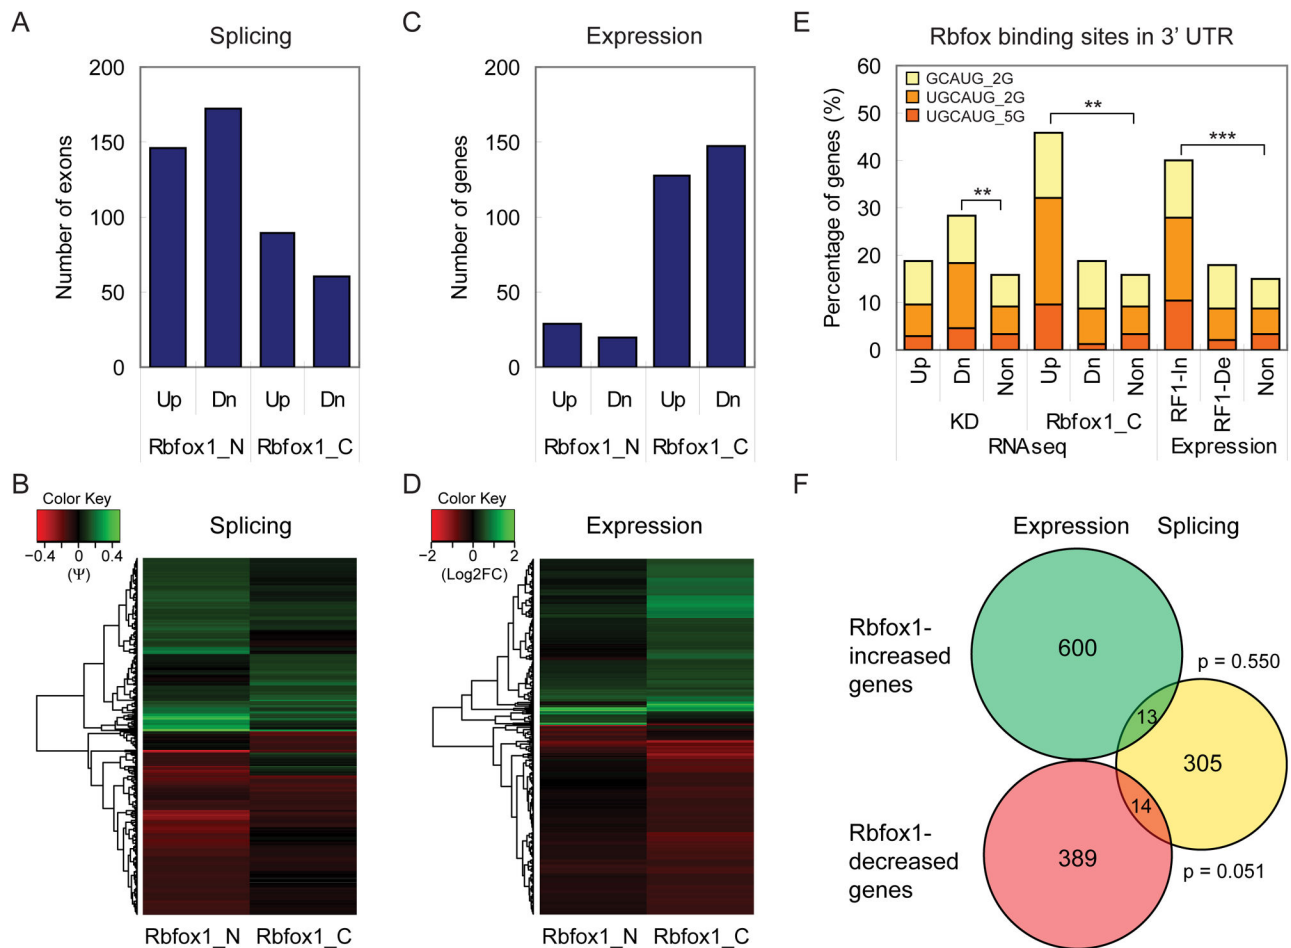 A
Splicing
Number of exons
200
150
100
50
0
Up Dn Up Dn
Rbfox1_N Rbfox1_C
C
Expression
Number of genes
200
150
100
50
0
Up Dn Up Dn
Rbfox1_N Rbfox1_C
E
Rbfox binding sites in 3' UTR
Percentage of genes (%)
60
50
40
30
20
10
0
GCAUG_2G
UGCAUG_2G
UGCAUG_5G
**
**
***
Up Dn Non Up Dn Non RF1-In RF1-De Non
KD Rbfox1_C
RNAseq Expression
B
Color Key
−0.4 0 0.4
(Ψ)
Splicing
Rbfox1_N Rbfox1_C
D
Color Key
−2 0 2
(Log2FC)
Expression
Rbfox1_N Rbfox1_C
F
Expression Splicing
Rbfox1-
increased
genes
600
p = 0.550
13
305
14
Rbfox1-
decreased
genes
389
p = 0.051